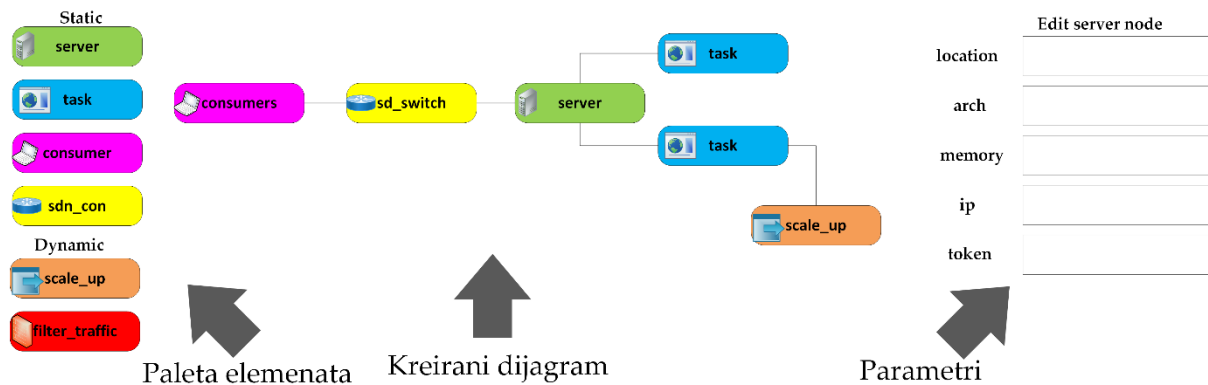 Static
server
task
consumer
sdn_con
Dynamic
scale_up
filter_traffic
consumers
sd_switch
server
task
task
scale_up
Edit server node
location
arch
memory
ip
token
Paleta elemenata
Kreirani dijagram
Parametri